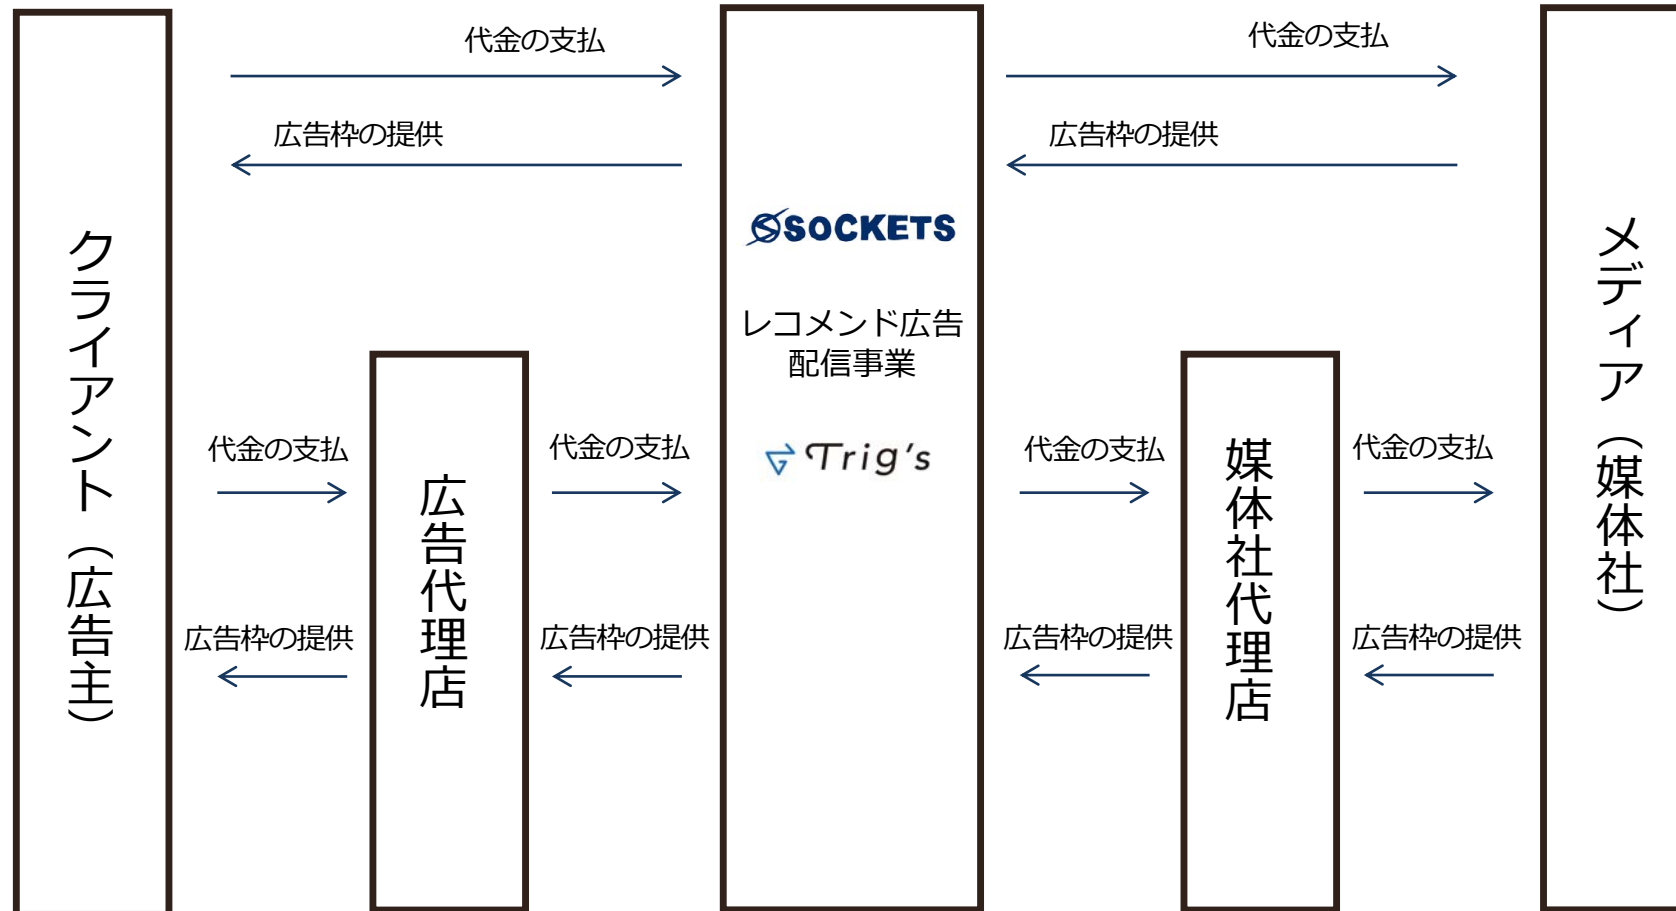 代金の支払
代金の支払
広告枠の提供
広告枠の提供
クライアント（広告主）
SOCKETS
レコメンド広告
配信事業
Trig's
メディア（媒体社）
代金の支払
代金の支払
代金の支払
代金の支払
広告代理店
媒体社代理店
広告枠の提供
広告枠の提供
広告枠の提供
広告枠の提供